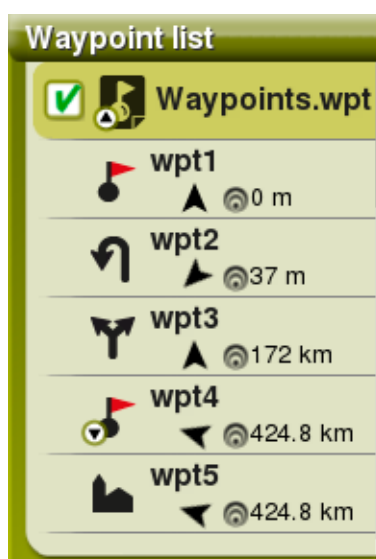 Waypoint list
Waypoints.wpt
wpt1
0 m
wpt2
37 m
wpt3
172 km
wpt4
424.8 km
wpt5
424.8 km